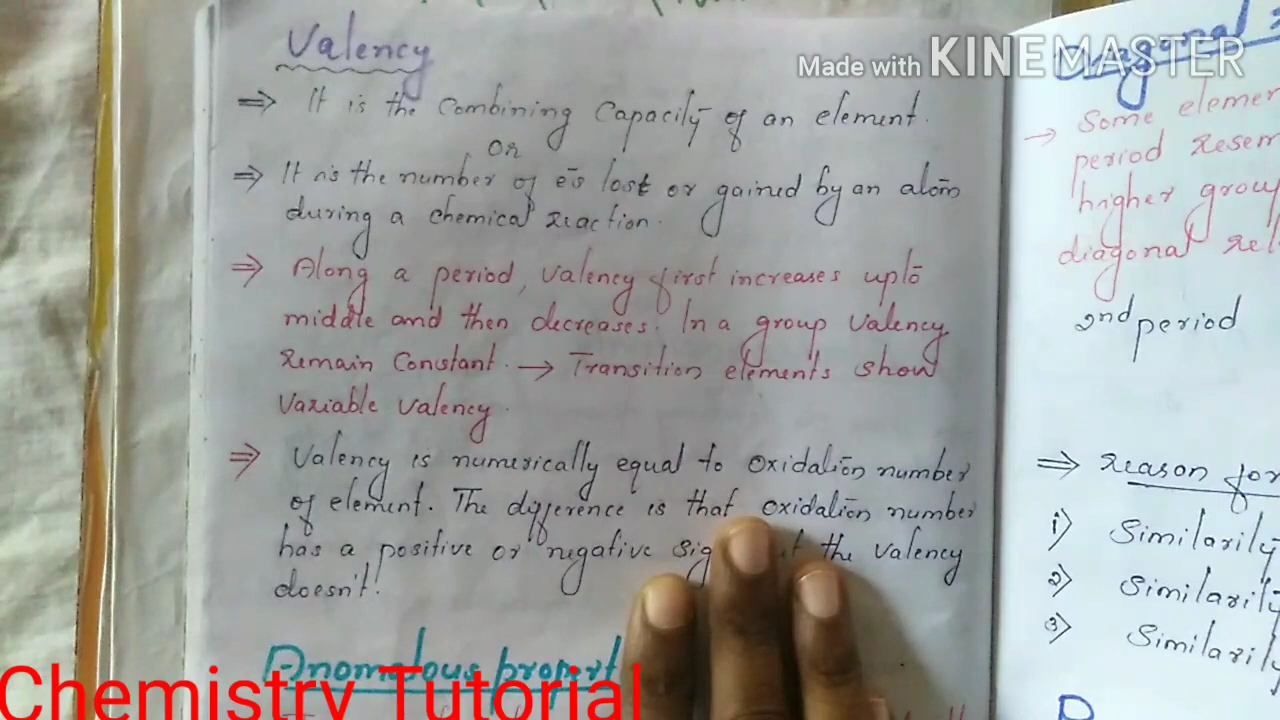 Valency
Made with KINEMASTER
Diagonal
⇒ It is the Combining Capacity of an element.
or
⇒ It is the number of e⁻s lost or gained by an atom
during a chemical reaction.
⇒ Along a period, valency first increases upto
middle and then decreases. In a group valency
remain Constant. → Transition elements show
Variable valency.
⇒ Valency is numerically equal to oxidation number
of element. The difference is that oxidation number
has a positive or negative the valency
doesn't!
Anomalous propert
Chemistry Tutorial
→ Some elemen
period resem
higher group
diagonal rel
2nd period
⇒ reason for
1) Similarity
2) Similarity
3) Similarity